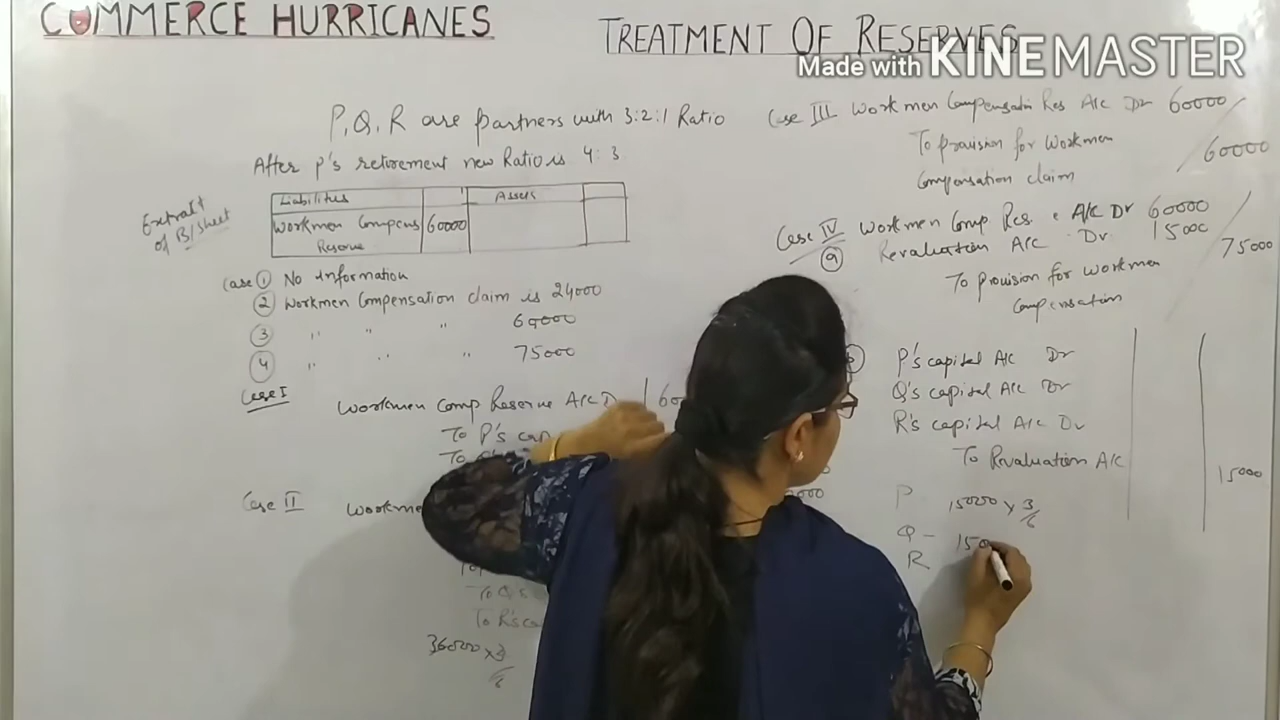 COMMERCE HURRICANES
TREATMENT OF RESERVES
Made with KINEMASTER
P, Q, R are partners with 3:2:1 Ratio
After P's retirement new Ratio is 4:3
Extract of B/Sheet
Liabilities Assets
Workmen Compens 60000
Reserve
Case ① No information
② Workmen Compensation claim is 24000
③ " " " 60000
④ " " " 75000
Case I
Workmen Comp Reserve A/c Dr
To P's cap
Case II Workme
To Q's
To R's ca
36000 × 3/6
Case III Workmen Compensatn Res A/c Dr 60000
To provision for Workmen 60000
Compensation claim
Case IV Workmen Comp Res. A/c Dr 60000
ⓐ Revaluation A/c Dr 15000
75000
To provision for workmen
Compensation
P's capital A/c Dr
Q's capital A/c Dr
R's capital A/c Dr
To Revaluation A/c 15000
P 15000 × 3/6
Q – 150
R